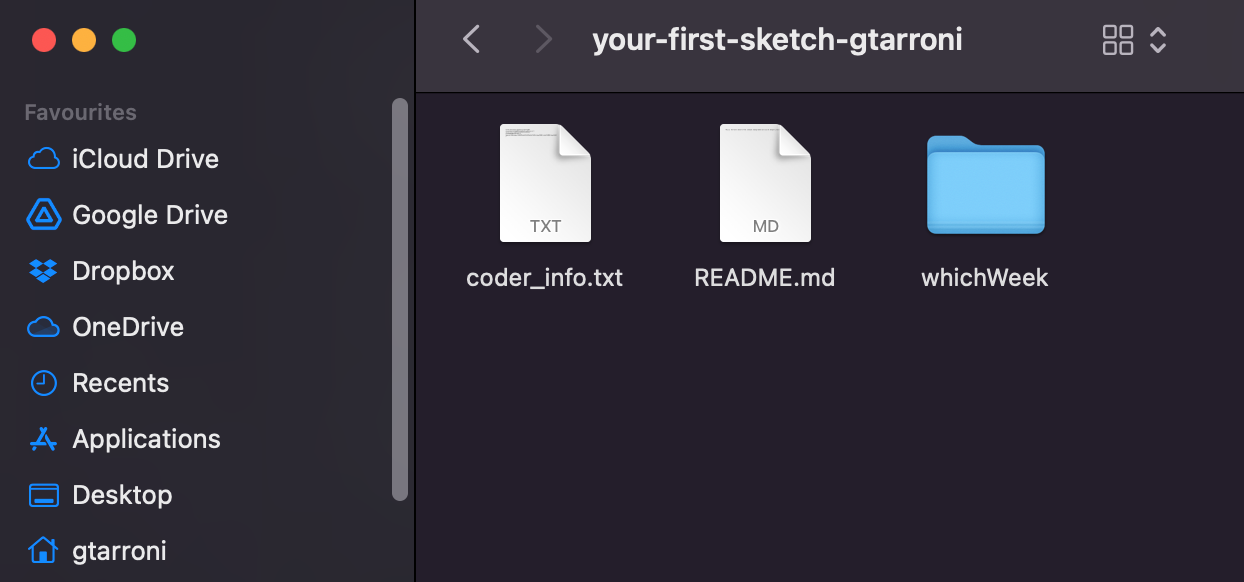 your-first-sketch-gtarroni
Favourites
iCloud Drive
Google Drive
Dropbox
OneDrive
Recents
Applications
Desktop
gtarroni
TXT
MD
coder_info.txt
README.md
whichWeek